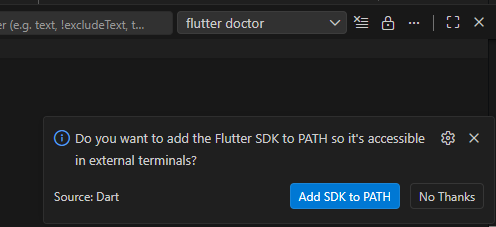 er (e.g. text, !excludeText, t...
flutter doctor
Do you want to add the Flutter SDK to PATH so it's accessible
in external terminals?
Source: Dart
Add SDK to PATH
No Thanks